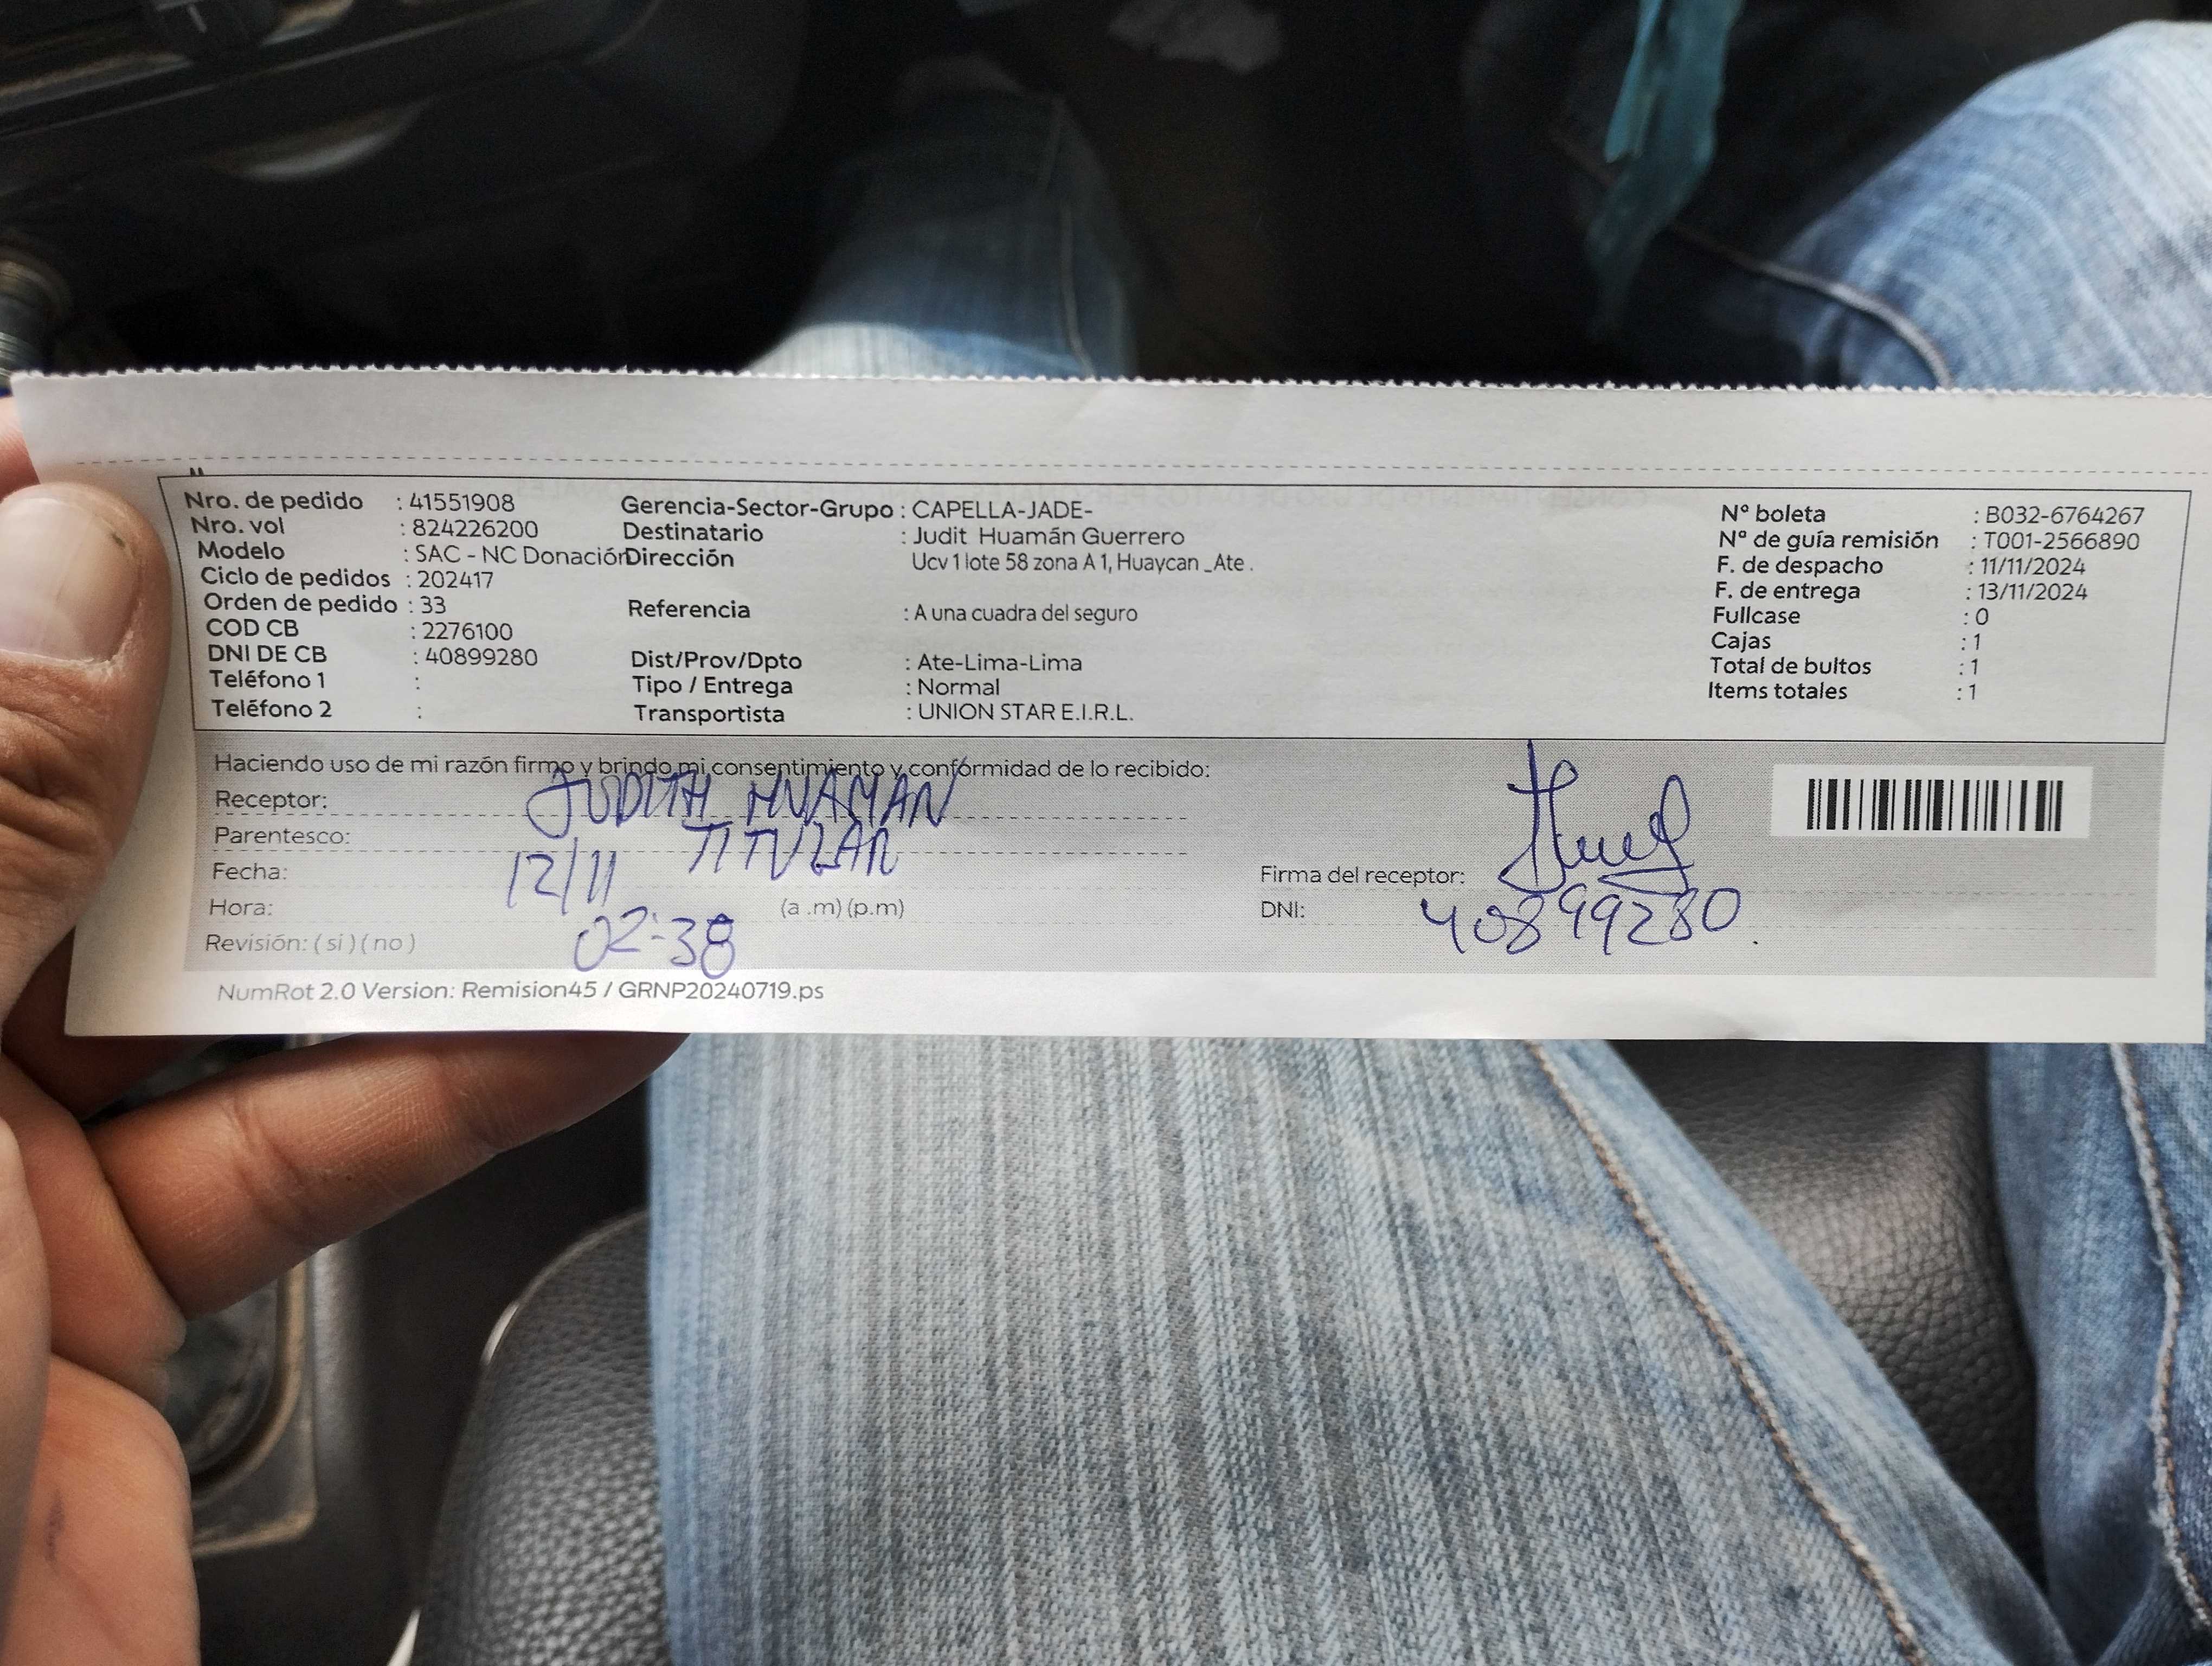 Nro. de pedido : 41551908
Nro. vol : 824226200
Modelo : SAC - NC Donación
Ciclo de pedidos : 202417
Orden de pedido : 33
COD CB : 2276100
DNI DE CB : 40899280
Teléfono 1 :
Teléfono 2 :
Gerencia-Sector-Grupo : CAPELLA-JADE-
Destinatario : Judit Huamán Guerrero
Dirección Ucv 1 lote 58 zona A 1, Huaycan _Ate .
Referencia : A una cuadra del seguro
Dist/Prov/Dpto : Ate-Lima-Lima
Tipo / Entrega : Normal
Transportista : UNION STAR E.I.R.L.
Nº boleta : B032-6764267
Nº de guía remisión : T001-2566890
F. de despacho : 11/11/2024
F. de entrega : 13/11/2024
Fullcase : 0
Cajas : 1
Total de bultos : 1
Items totales : 1
Haciendo uso de mi razón firmo y brindo mi consentimiento y conformidad de lo recibido:
Receptor: JUDITH HUAMAN
Parentesco: TITULAR
Fecha: 12/11
Hora: 02:38 (a .m) (p.m)
Revisión: ( si ) ( no )
Firma del receptor:
DNI: 40899280
NumRot 2.0 Version: Remision45 / GRNP20240719.ps